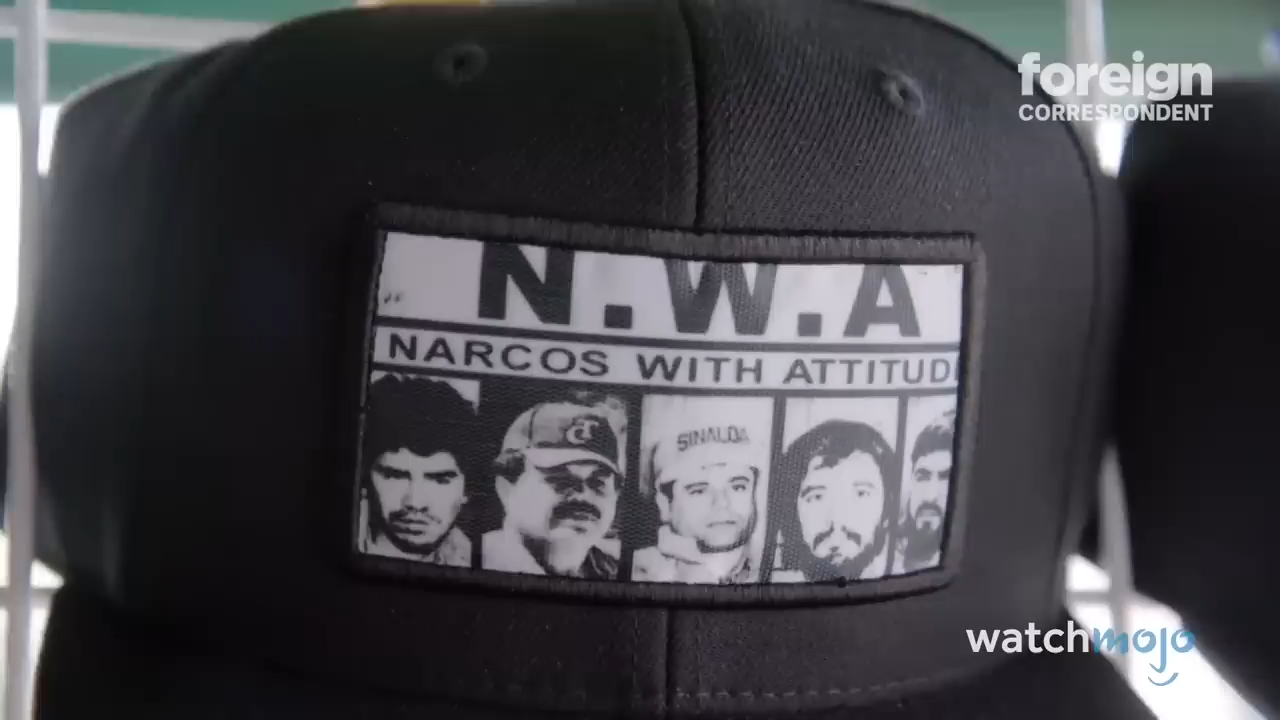 foreign
CORRESPONDENT
N.W.A
NARCOS WITH ATTITUD
SINALOA
watchmojo